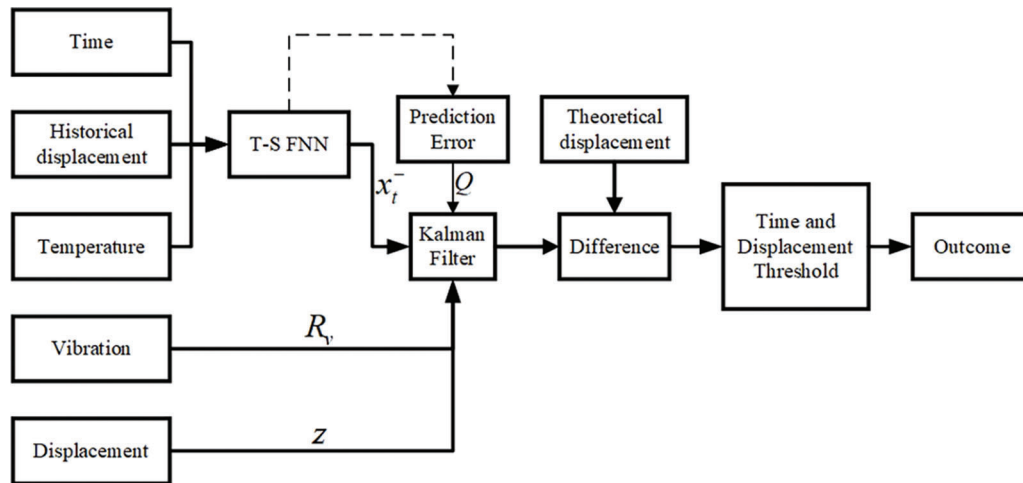 Time
Historical
displacement
Temperature
Vibration
Displacement
T-S FNN
Prediction
Error
Theoretical
displacement
x_t^-
Q
Kalman
Filter
Difference
Time and
Displacement
Threshold
Outcome
R_v
z